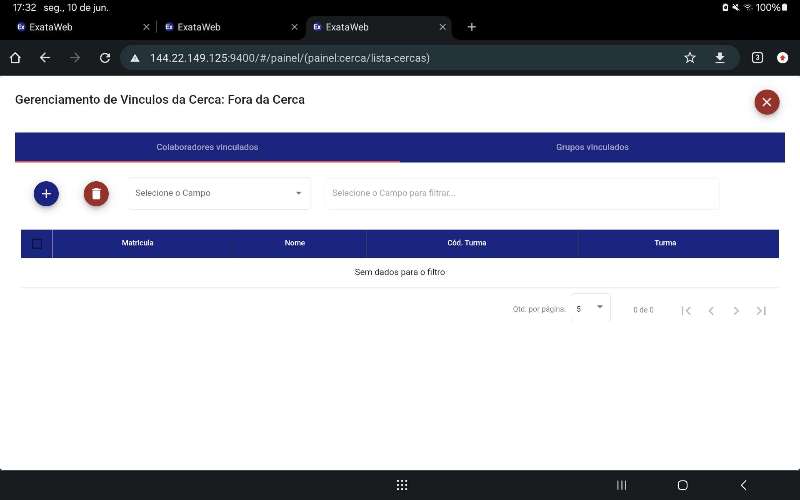 17:32 seg., 10 de jun. 100%
ExataWeb ExataWeb ExataWeb
144.22.149.125:9400/#/painel/(painel:cerca/lista-cercas) 3
Gerenciamento de Vinculos da Cerca: Fora da Cerca
Colaboradores vinculados Grupos vinculados
Selecione o Campo Selecione o Campo para filtrar...
Matricula Nome Cód. Turma Turma
Sem dados para o filtro
Qtd. por página: 5 0 de 0